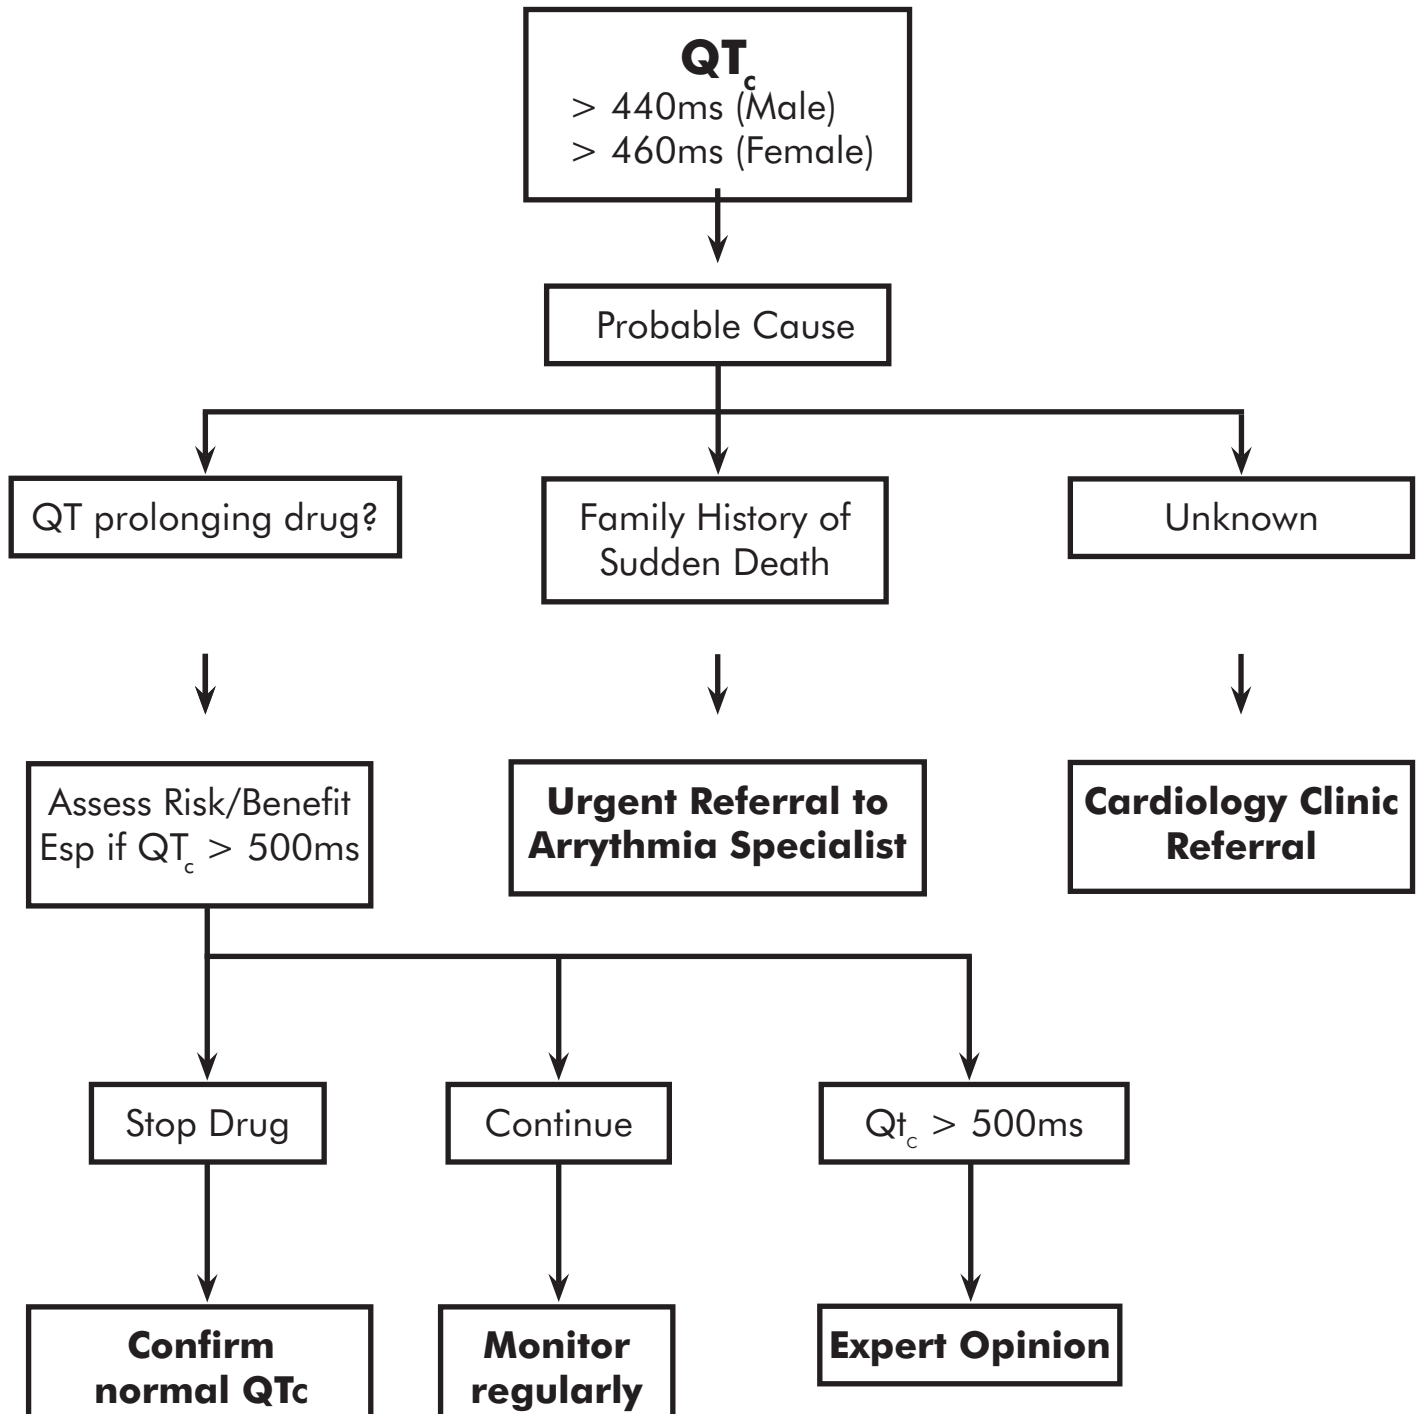 QTc
> 440ms (Male)
> 460ms (Female)
Probable Cause
QT prolonging drug?
Family History of
Sudden Death
Unknown
Assess Risk/Benefit
Esp if QTc > 500ms
Urgent Referral to
Arrythmia Specialist
Cardiology Clinic
Referral
Stop Drug
Continue
Qtc > 500ms
Confirm
normal QTc
Monitor
regularly
Expert Opinion